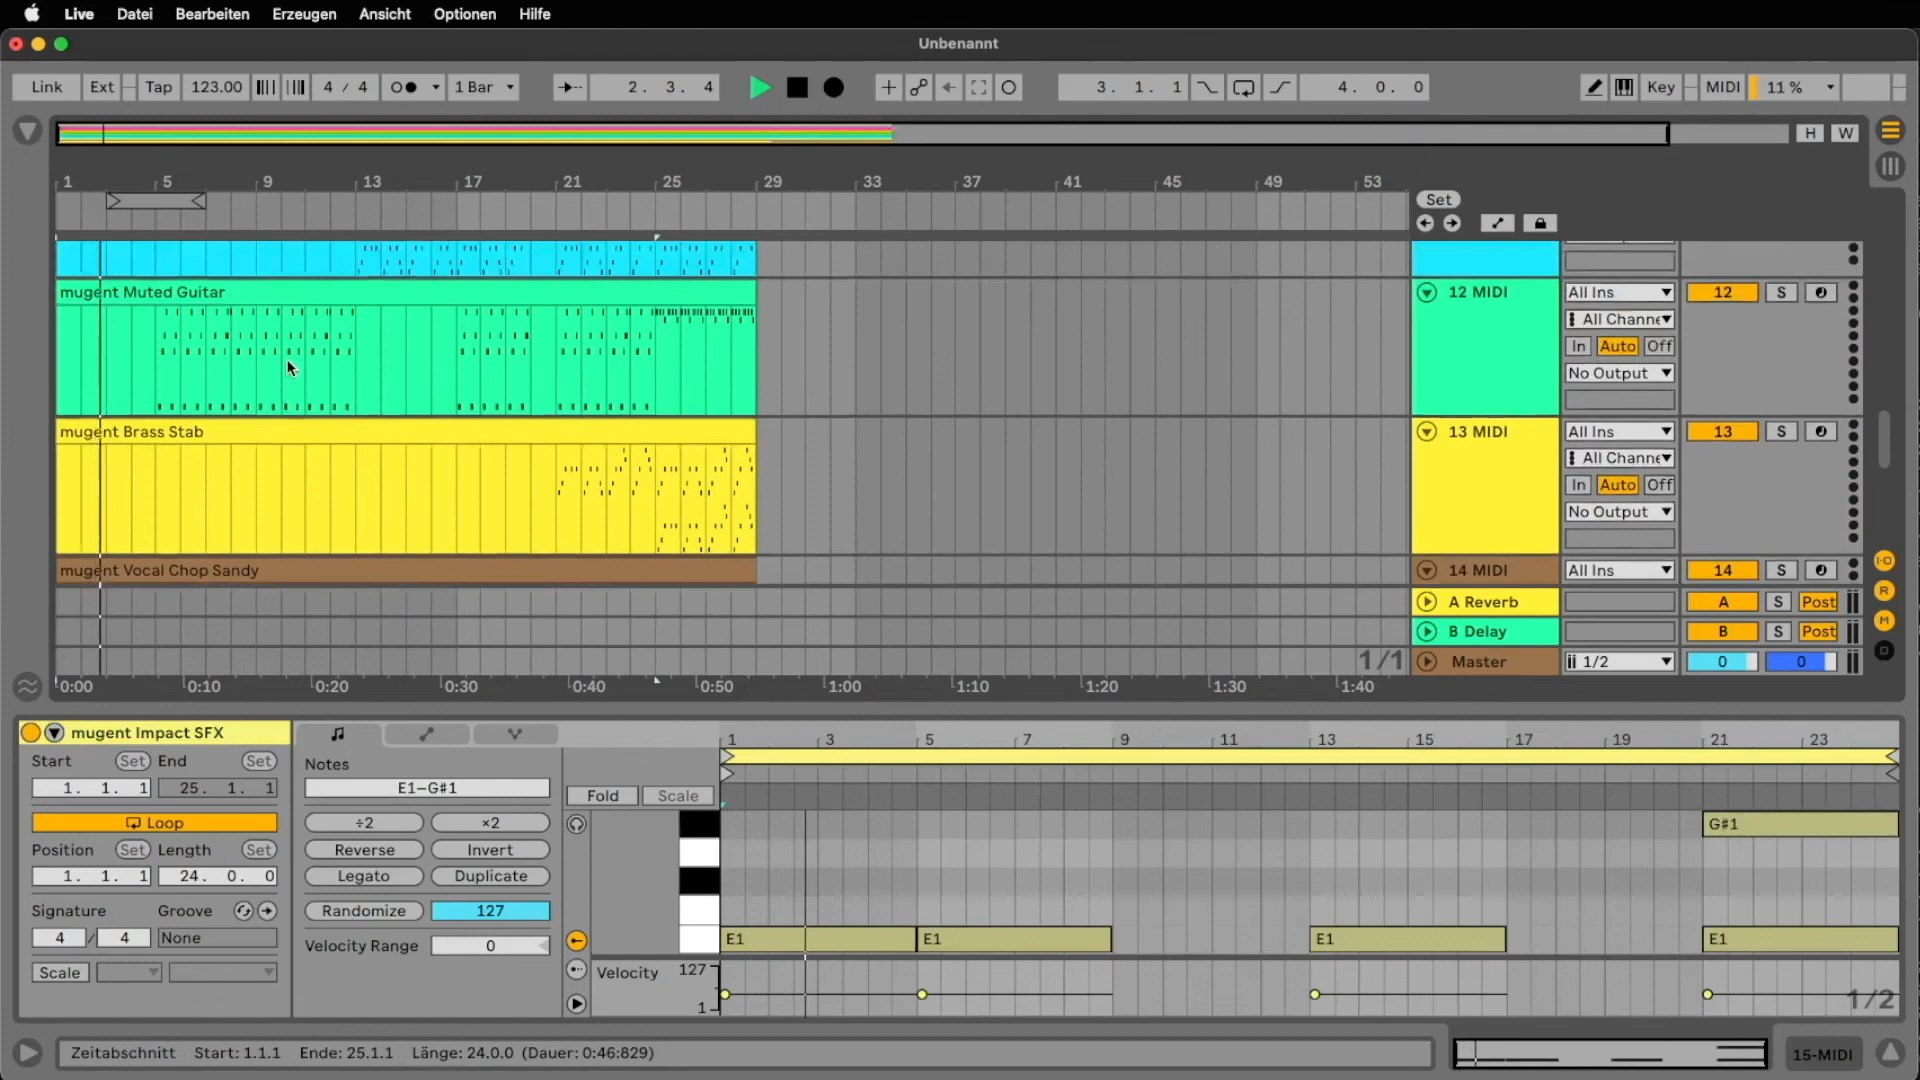 Live Datei Bearbeiten Erzeugen Ansicht Optionen Hilfe
Unbenannt
Link Ext Tap 123.00 4 / 4 1 Bar 2. 3. 4 3. 1. 1 4. 0. 0 Key MIDI 11 %
H W
1 5 9 13 17 21 25 29 33 37 41 45 49 53
Set
mugent Muted Guitar
12 MIDI All Ins 12 S
All Channe
In Auto Off
No Output
mugent Brass Stab
13 MIDI All Ins 13 S
All Channe
In Auto Off
No Output
mugent Vocal Chop Sandy
14 MIDI All Ins 14 S
A Reverb A S Post
B Delay B S Post
1/1
Master 1/2 0 0
0:00 0:10 0:20 0:30 0:40 0:50 1:00 1:10 1:20 1:30 1:40
I·O
R
M
D
mugent Impact SFX
Start Set End Set
1. 1. 1 25. 1. 1
Loop
Position Set Length Set
1. 1. 1 24. 0. 0
Signature Groove
4 / 4 None
Scale
Notes
E1–G#1
÷2 ×2
Reverse Invert
Legato Duplicate
Randomize 127
Velocity Range 0
1 3 5 7 9 11 13 15 17 19 21 23
Fold Scale
G#1
E1 E1 E1 E1
Velocity 127
1
1/2
Zeitabschnitt Start: 1.1.1 Ende: 25.1.1 Länge: 24.0.0 (Dauer: 0:46:829)
15-MIDI